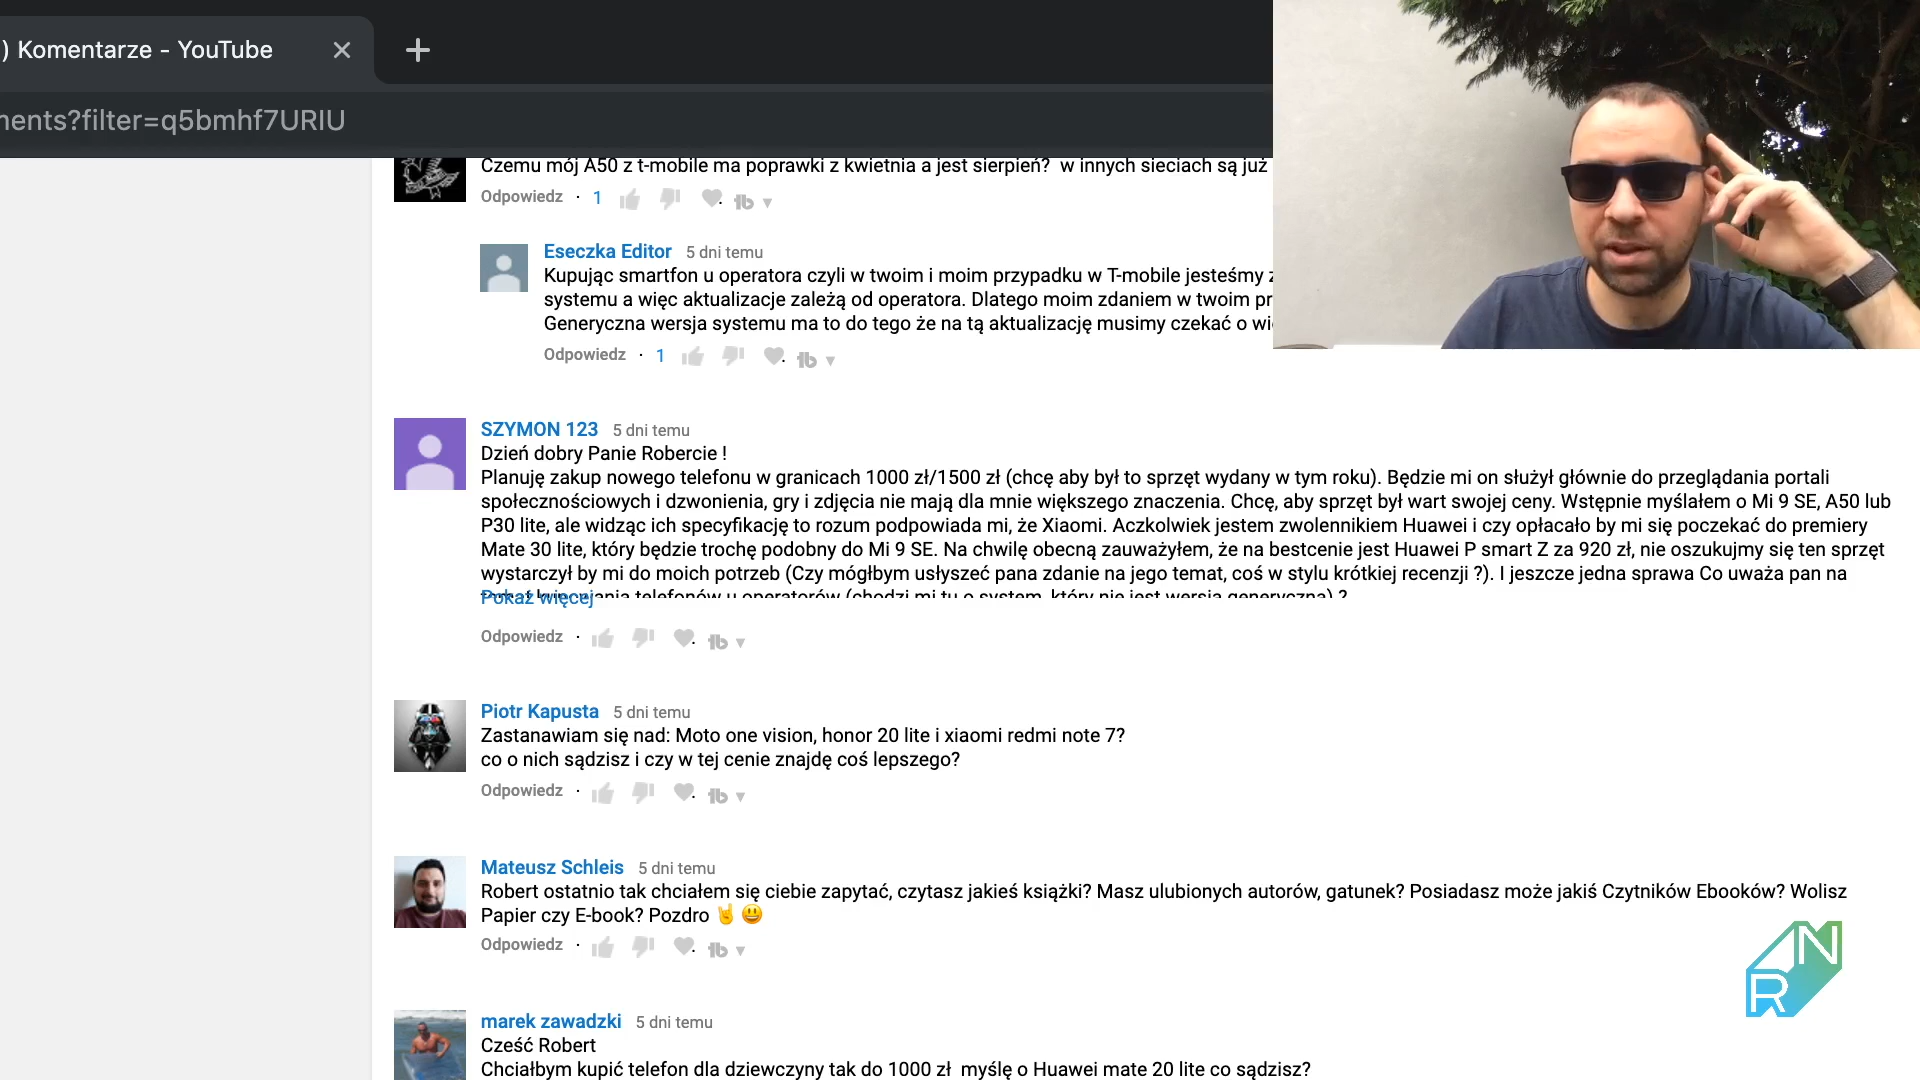 ) Komentarze - YouTube
ments?filter=q5bmhf7URIU
Czemu mój A50 z t-mobile ma poprawki z kwietnia a jest sierpień? w innych sieciach są już
Odpowiedz · 1
Eseczka Editor 5 dni temu
Kupując smartfon u operatora czyli w twoim i moim przypadku w T-mobile jesteśmy
systemu a więc aktualizacje zależą od operatora. Dlatego moim zdaniem w twoim
Generyczna wersja systemu ma to do tego że na tą aktualizację musimy czekać o
Odpowiedz · 1
SZYMON 123 5 dni temu
Dzień dobry Panie Robercie !
Planuję zakup nowego telefonu w granicach 1000 zł/1500 zł (chcę aby był to sprzęt wydany w tym roku). Będzie mi on służył głównie do przeglądania portali
społecznościowych i dzwonienia, gry i zdjęcia nie mają dla mnie większego znaczenia. Chcę, aby sprzęt był wart swojej ceny. Wstępnie myślałem o Mi 9 SE, A50 lub
P30 lite, ale widząc ich specyfikację to rozum podpowiada mi, że Xiaomi. Aczkolwiek jestem zwolennikiem Huawei i czy opłacało by mi się poczekać do premiery
Mate 30 lite, który będzie trochę podobny do Mi 9 SE. Na chwilę obecną zauważyłem, że na bestcenie jest Huawei P smart Z za 920 zł, nie oszukujmy się ten sprzęt
wystarczył by mi do moich potrzeb (Czy mógłbym usłyszeć pana zdanie na jego temat, coś w stylu krótkiej recenzji ?). I jeszcze jedna sprawa Co uważa pan na
telefonów u operatorów (chodzi mi tu o system, który nie jest wersją generyczną) ?
Pokaż więcej
Odpowiedz ·
Piotr Kapusta 5 dni temu
Zastanawiam się nad: Moto one vision, honor 20 lite i xiaomi redmi note 7?
co o nich sądzisz i czy w tej cenie znajdę coś lepszego?
Odpowiedz ·
Mateusz Schleis 5 dni temu
Robert ostatnio tak chciałem się ciebie zapytać, czytasz jakieś książki? Masz ulubionych autorów, gatunek? Posiadasz może jakiś Czytników Ebooków? Wolisz
Papier czy E-book? Pozdro 🤘 😃
Odpowiedz ·
NR
marek zawadzki 5 dni temu
Cześć Robert
Chciałbym kupić telefon dla dziewczyny tak do 1000 zł myślę o Huawei mate 20 lite co sądzisz?